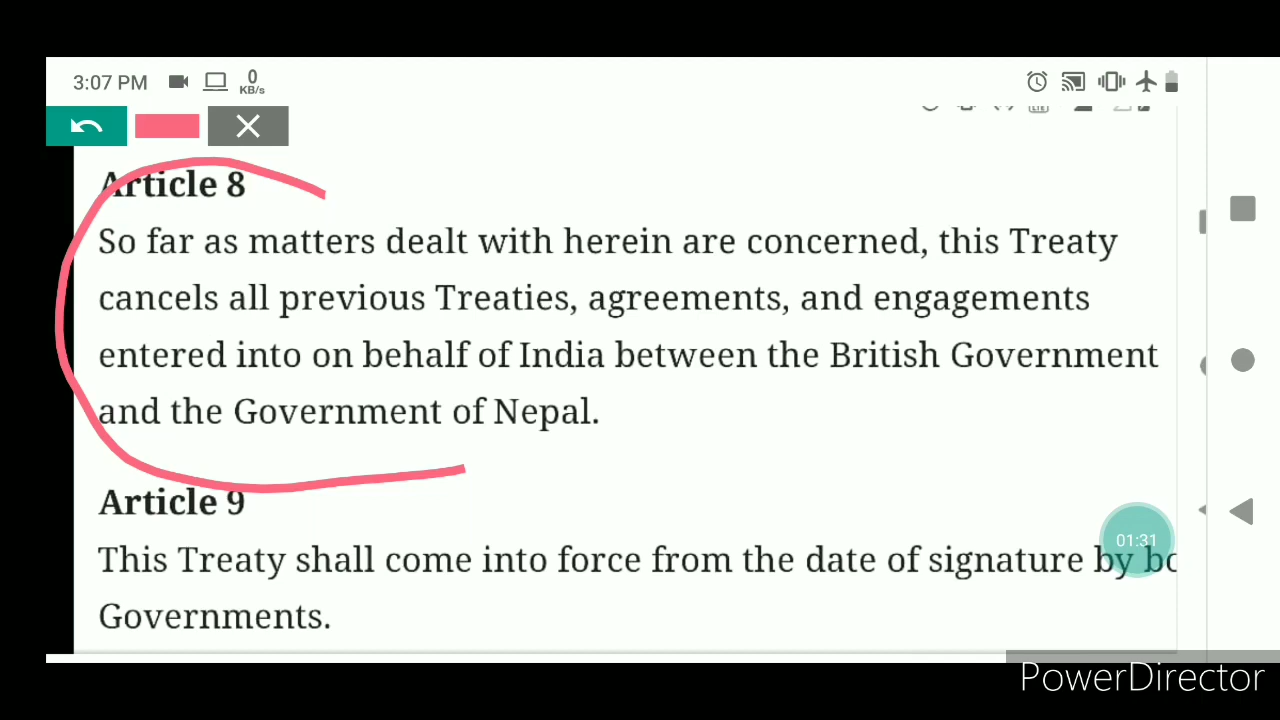 3:07 PM
0
KB/s
Article 8
So far as matters dealt with herein are concerned, this Treaty
cancels all previous Treaties, agreements, and engagements
entered into on behalf of India between the British Government
and the Government of Nepal.
Article 9
This Treaty shall come into force from the date of signature by
Governments.
01:31
PowerDirector